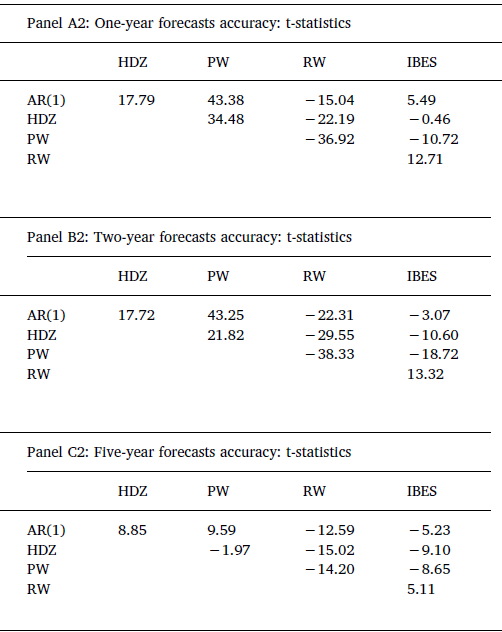 Panel A2: One-year forecasts accuracy: t-statistics
HDZ PW RW IBES
AR(1) 17.79 43.38 −15.04 5.49
HDZ 34.48 −22.19 −0.46
PW −36.92 −10.72
RW 12.71
Panel B2: Two-year forecasts accuracy: t-statistics
HDZ PW RW IBES
AR(1) 17.72 43.25 −22.31 −3.07
HDZ 21.82 −29.55 −10.60
PW −38.33 −18.72
RW 13.32
Panel C2: Five-year forecasts accuracy: t-statistics
HDZ PW RW IBES
AR(1) 8.85 9.59 −12.59 −5.23
HDZ −1.97 −15.02 −9.10
PW −14.20 −8.65
RW 5.11